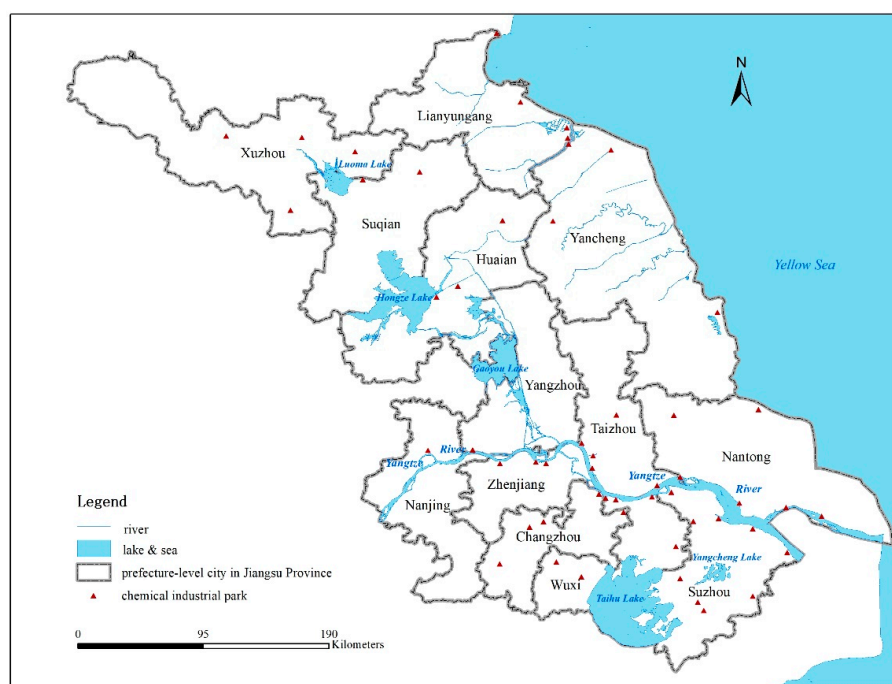 N
Lianyungang
Xuzhou
Luoma Lake
Suqian
Yancheng
Huaian
Yellow Sea
Hongze Lake
Gaoyou Lake
Yangzhou
Taizhou
Nantong
Yangtze
River
Yangtze
River
Zhenjiang
Nanjing
Changzhou
Yangcheng Lake
Wuxi
Taihu Lake
Suzhou
Legend
river
lake & sea
prefecture-level city in Jiangsu Province
chemical industrial park
0 95 190
Kilometers